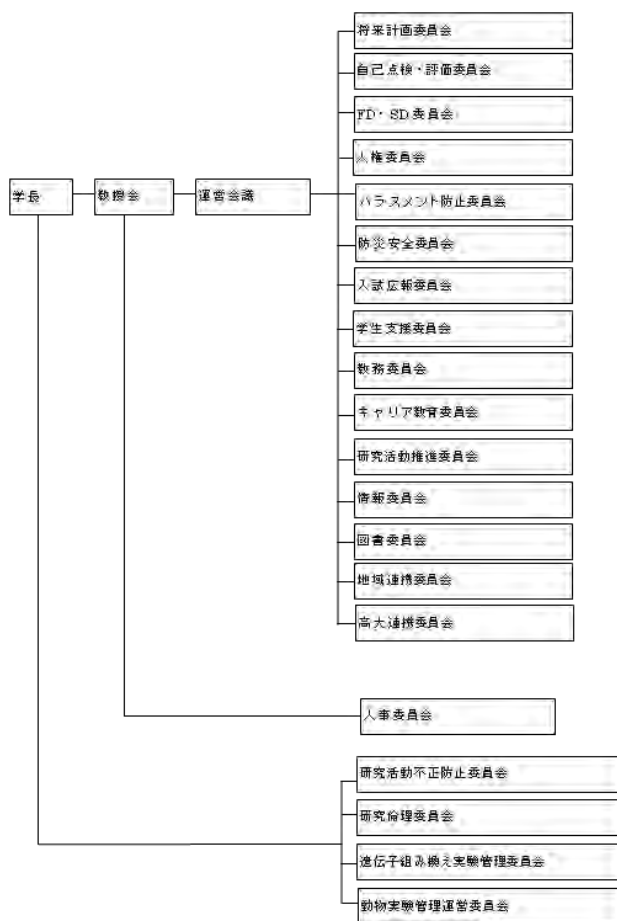 将来計画委員会
自己点検・評価委員会
FD・SD委員会
人権委員会
学長
教授会
運営会議
ハラスメント防止委員会
防災安全委員会
入試広報委員会
学生支援委員会
教務委員会
キャリア教育委員会
研究活動推進委員会
情報委員会
図書委員会
地域連携委員会
高大連携委員会
人事委員会
研究活動不正防止委員会
研究倫理委員会
遺伝子組み換え実験管理委員会
動物実験管理運営委員会